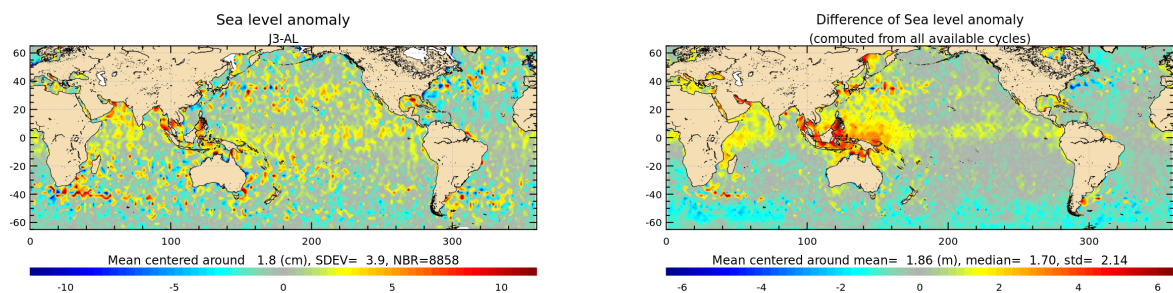 Sea level anomaly
J3-AL
60
40
20
0
-20
-40
-60
0 100 200 300
Mean centered around 1.8 (cm), SDEV= 3.9, NBR=8858
-10 -5 0 5 10
Difference of Sea level anomaly
(computed from all available cycles)
60
40
20
0
-20
-40
-60
0 100 200 300
Mean centered around mean= 1.86 (m), median= 1.70, std= 2.14
-6 -4 -2 0 2 4 6